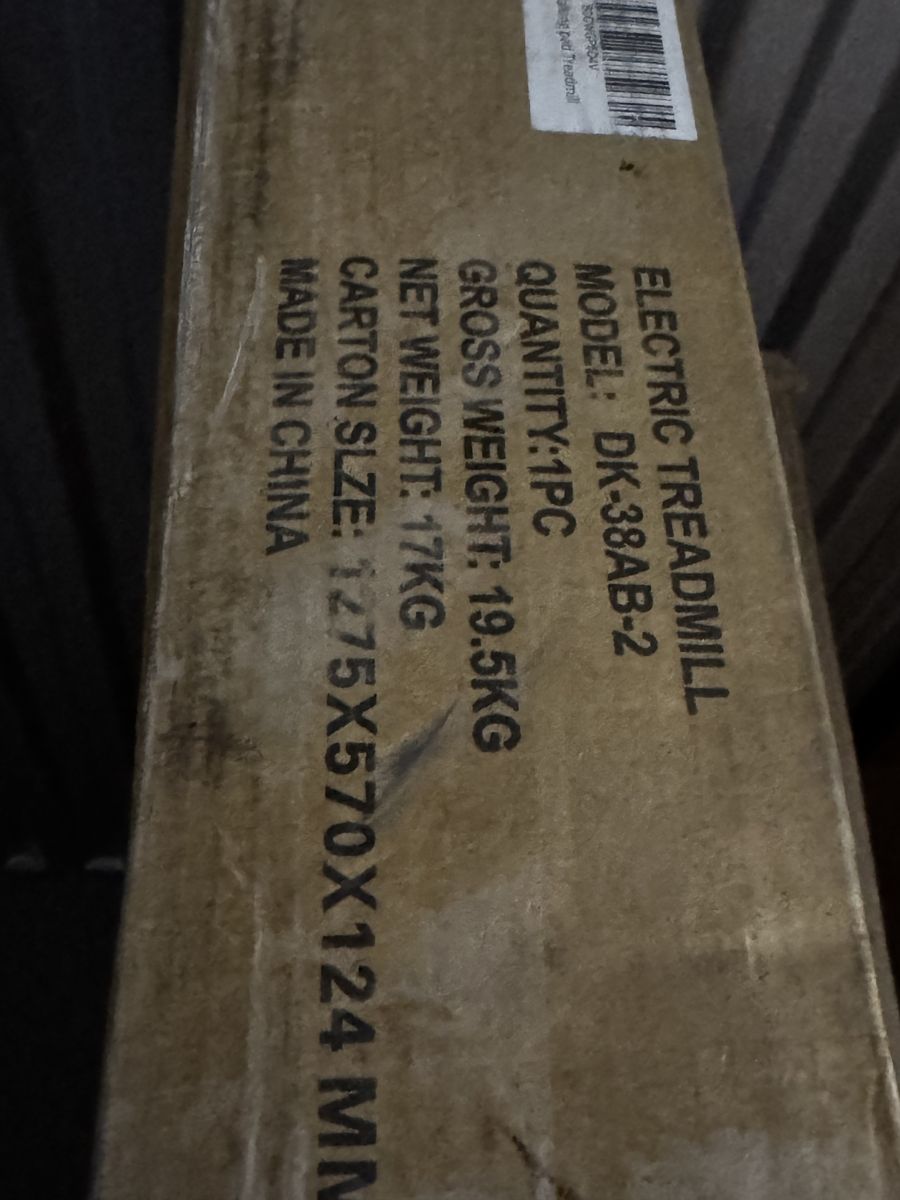 Treadmill
ELECTRIC TREADMILL
MODEL: DK-38AB-2
QUANTITY:1PC
GROSS WEIGHT: 19.5KG
NET WEIGHT: 17KG
CARTON SLZE: 1275X570X124 MM
MADE IN CHINA